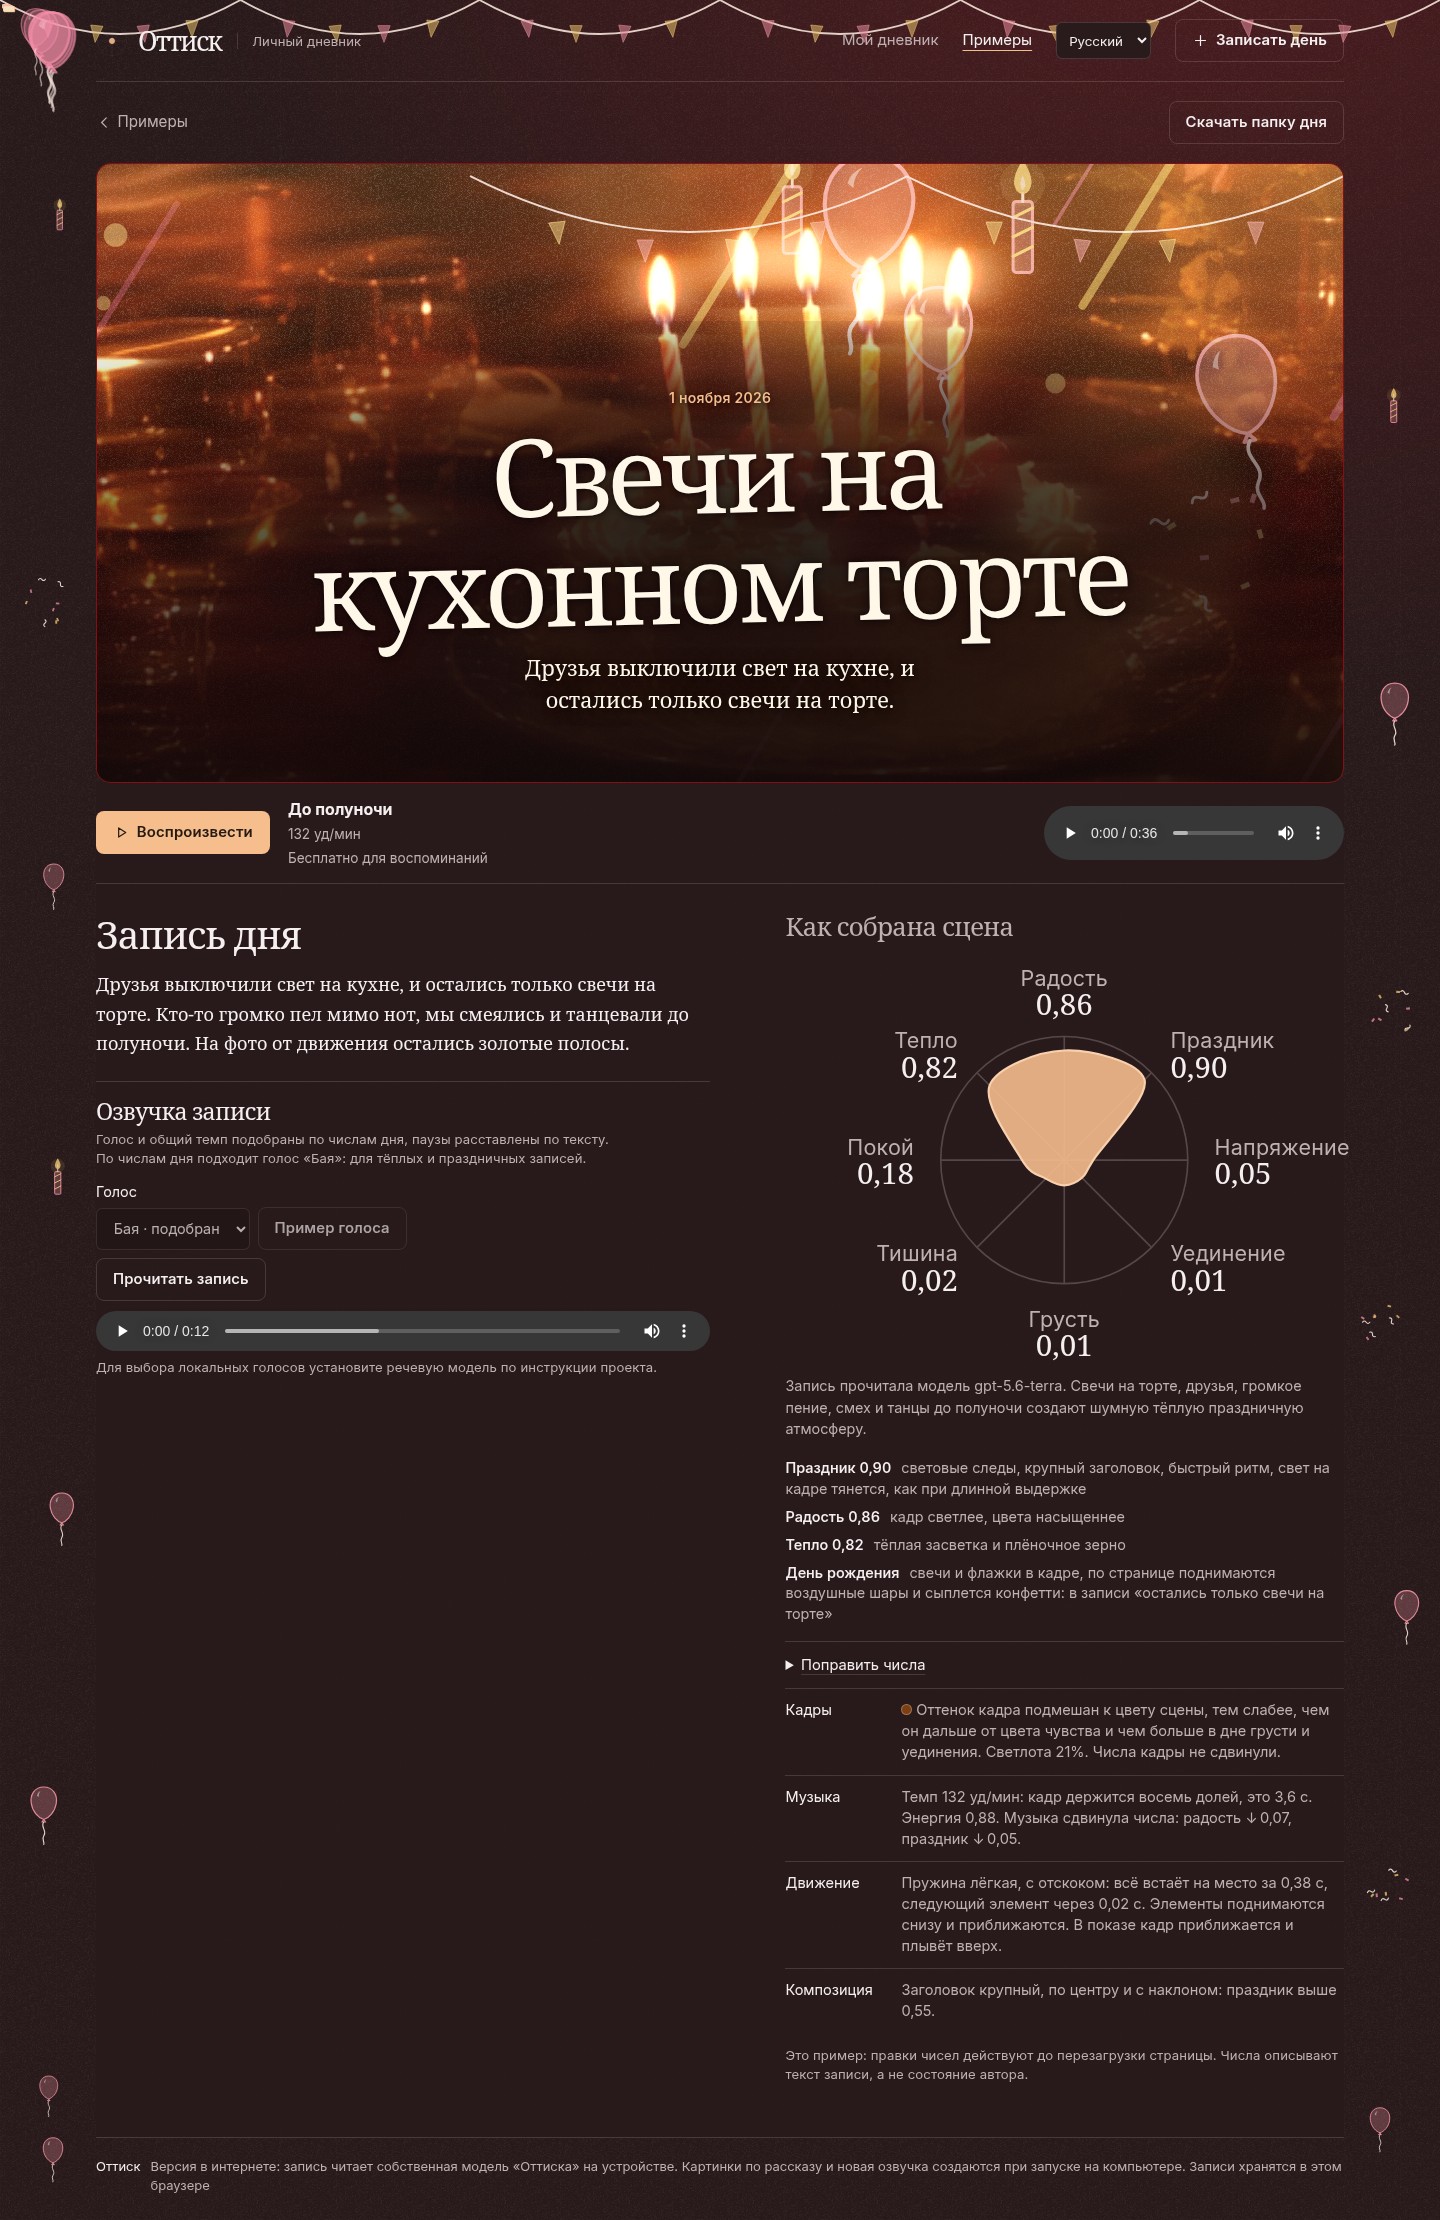 Оттиск
Личный дневник
Мой дневник
Примеры
Русский
+ Записать день
Примеры
Скачать папку дня
1 ноября 2026
Свечи на
кухонном торте
Друзья выключили свет на кухне, и
остались только свечи на торте.
Воспроизвести
До полуночи
132 уд/мин
Бесплатно для воспоминаний
0:00 / 0:36
Запись дня
Друзья выключили свет на кухне, и остались только свечи на
торте. Кто-то громко пел мимо нот, мы смеялись и танцевали до
полуночи. На фото от движения остались золотые полосы.
Озвучка записи
Голос и общий темп подобраны по числам дня, паузы расставлены по тексту.
По числам дня подходит голос «Бая»: для тёплых и праздничных записей.
Голос
Бая · подобран
Пример голоса
Прочитать запись
0:00 / 0:12
Для выбора локальных голосов установите речевую модель по инструкции проекта.
Как собрана сцена
Радость
0,86
Тепло
0,82
Праздник
0,90
Покой
0,18
Напряжение
0,05
Тишина
0,02
Уединение
0,01
Грусть
0,01
Запись прочитала модель gpt-5.6-terra. Свечи на торте, друзья, громкое
пение, смех и танцы до полуночи создают шумную тёплую праздничную
атмосферу.
Праздник 0,90 световые следы, крупный заголовок, быстрый ритм, свет на
кадре тянется, как при длинной выдержке
Радость 0,86 кадр светлее, цвета насыщеннее
Тепло 0,82 тёплая засветка и плёночное зерно
День рождения свечи и флажки в кадре, по странице поднимаются
воздушные шары и сыплется конфетти: в записи «остались только свечи на
торте»
Поправить числа
Кадры
Оттенок кадра подмешан к цвету сцены, тем слабее, чем
он дальше от цвета чувства и чем больше в дне грусти и
уединения. Светлота 21%. Числа кадры не сдвинули.
Музыка
Темп 132 уд/мин: кадр держится восемь долей, это 3,6 с.
Энергия 0,88. Музыка сдвинула числа: радость ↓ 0,07,
праздник ↓ 0,05.
Движение
Пружина лёгкая, с отскоком: всё встаёт на место за 0,38 с,
следующий элемент через 0,02 с. Элементы поднимаются
снизу и приближаются. В показе кадр приближается и
плывёт вверх.
Композиция
Заголовок крупный, по центру и с наклоном: праздник выше
0,55.
Это пример: правки чисел действуют до перезагрузки страницы. Числа описывают
текст записи, а не состояние автора.
Оттиск
Версия в интернете: запись читает собственная модель «Оттиска» на устройстве. Картинки по рассказу и новая озвучка создаются при запуске на компьютере. Записи хранятся в этом
браузере